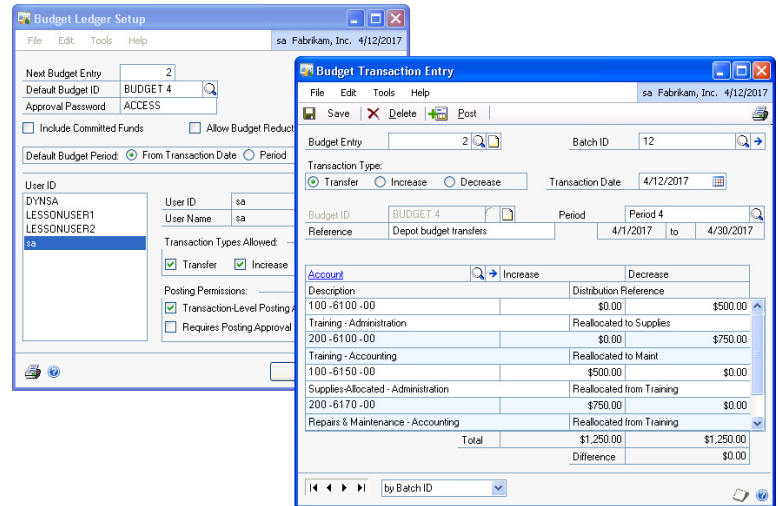 Budget Ledger Setup
File Edit Tools Help sa Fabrikam, Inc. 4/12/2017
Next Budget Entry 2
Default Budget ID BUDGET 4
Approval Password ACCESS
Include Committed Funds Allow Budget Reduct
Default Budget Period: From Transaction Date Period
User ID
DYNSA
LESSONUSER1
LESSONUSER2
sa
User ID sa
User Name sa
Transaction Types Allowed:
Transfer Increase
Posting Permissions:
Transaction-Level Posting
Requires Posting Approval
Budget Transaction Entry
File Edit Tools Help sa Fabrikam, Inc. 4/12/2017
Save Delete Post
Budget Entry 2 Batch ID 12
Transaction Type:
Transfer Increase Decrease Transaction Date 4/12/2017
Budget ID BUDGET 4 Period Period 4
Reference Depot budget transfers 4/1/2017 to 4/30/2017
Account Increase Decrease
Description Distribution Reference
100 -6100 -00 $0.00 $500.00
Training - Administration Reallocated to Supplies
200 -6100 -00 $0.00 $750.00
Training - Accounting Reallocated to Maint
100 -6150 -00 $500.00 $0.00
Supplies-Allocated - Administration Reallocated from Training
200 -6170 -00 $750.00 $0.00
Repairs & Maintenance - Accounting Reallocated from Training
Total $1,250.00 $1,250.00
Difference $0.00
by Batch ID